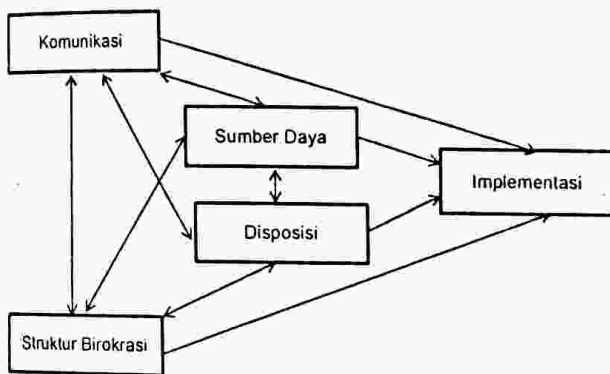 Komunikasi
Sumber Daya
Implementasi
Disposisi
Struktur Birokrasi